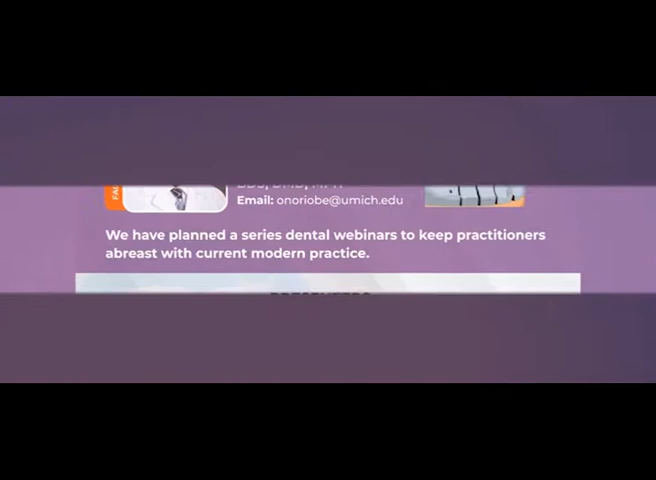 Email: onoriobe@umich.edu
We have planned a series dental webinars to keep practitioners
abreast with current modern practice.